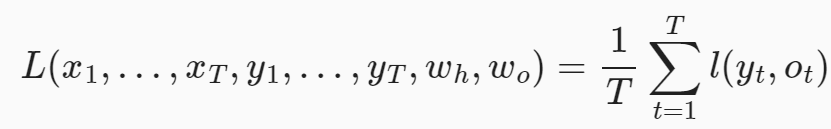 L(x_1, \ldots, x_T, y_1, \ldots, y_T, w_h, w_o) = \frac{1}{T} \sum_{t=1}^{T} l(y_t, o_t)